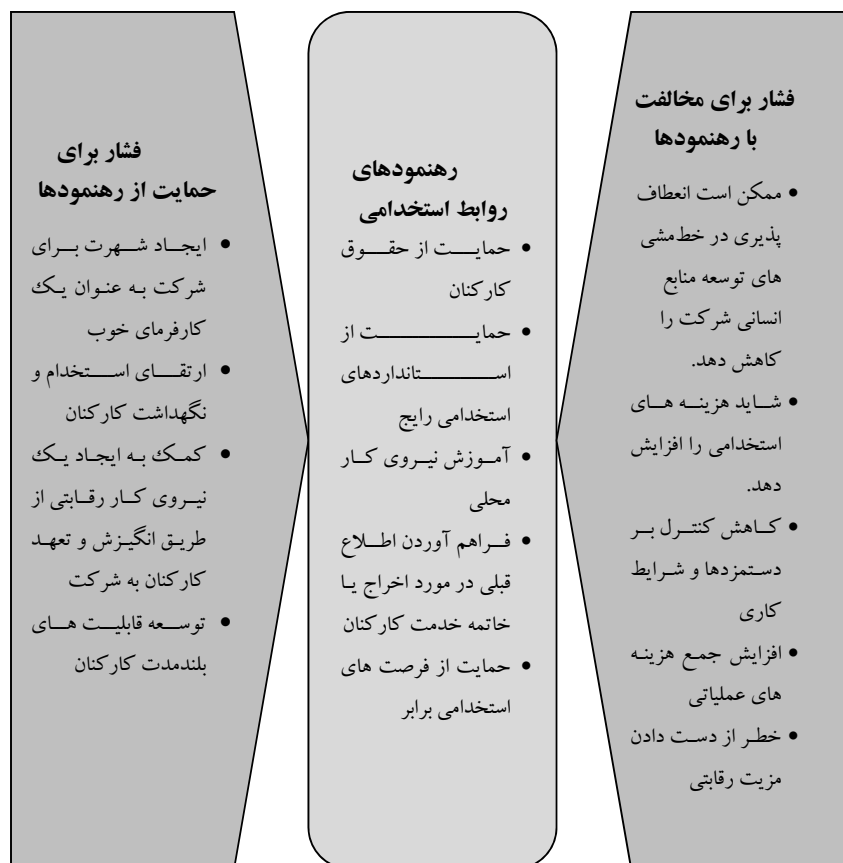 فشار برای مخالفت
با رهنمودها
• ممکن است انعطاف
پذیری در خط‌مشی
های توسعه منابع
انسانی شرکت را
کاهش دهد.
• شاید هزینه های
استخدامی را افزایش
دهد.
• کاهش کنترل بر
دستمزدها و شرایط
کاری
• افزایش جمع هزینه
های عملیاتی
• خطر از دست دادن
مزیت رقابتی
رهنمودهای
روابط استخدامی
• حمایت از حقوق
کارکنان
• حمایت از
استانداردهای
استخدامی رایج
• آموزش نیروی کار
محلی
• فراهم آوردن اطلاع
قبلی در مورد اخراج یا
خاتمه خدمت کارکنان
• حمایت از فرصت های
استخدامی برابر
فشار برای
حمایت از رهنمودها
• ایجاد شهرت برای
شرکت به عنوان یک
کارفرمای خوب
• ارتقای استخدام و
نگهداشت کارکنان
• کمک به ایجاد یک
نیروی کار رقابتی از
طریق انگیزش و تعهد
کارکنان به شرکت
• توسعه قابلیت های
بلندمدت کارکنان